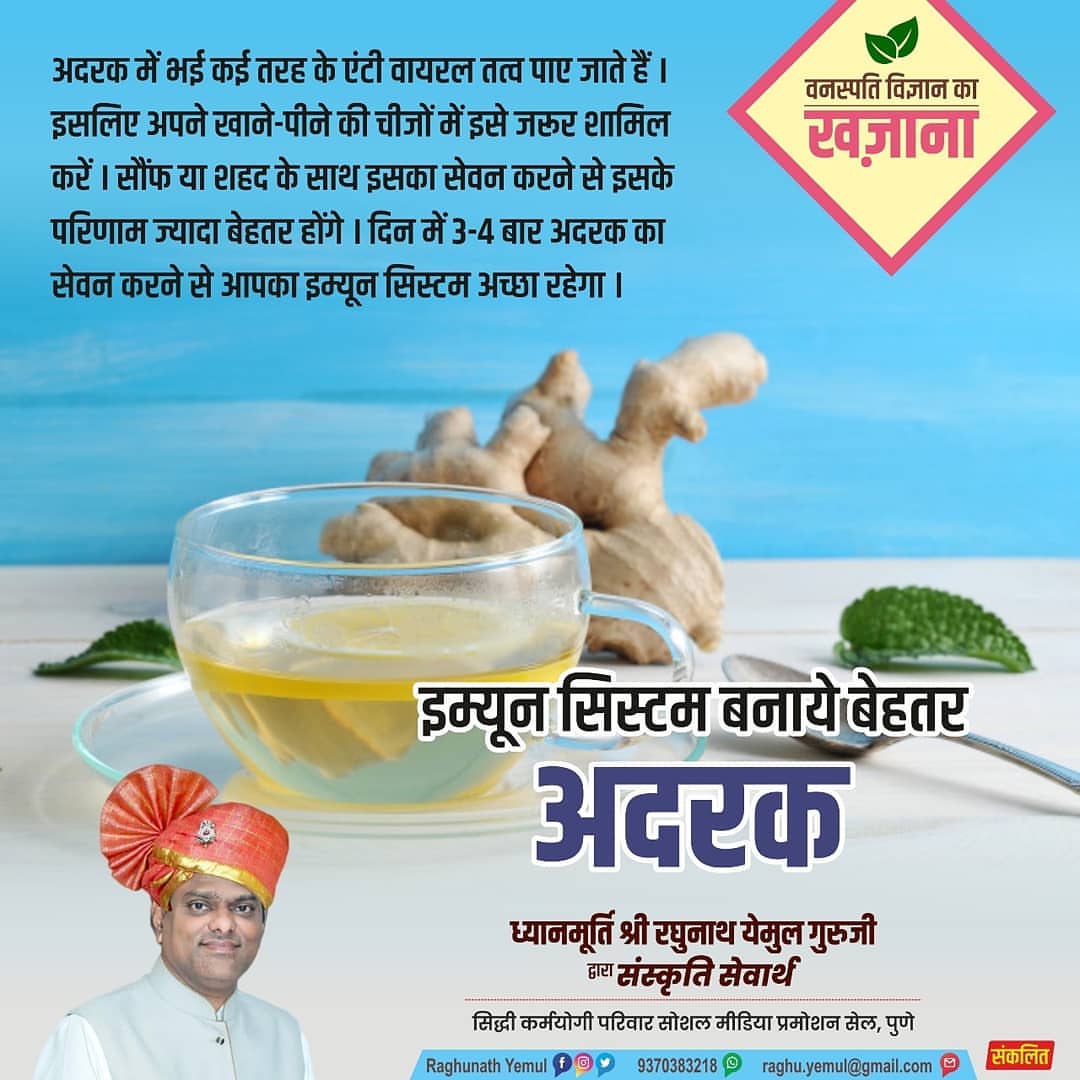 अदरक में भई कई तरह के एंटी वायरल तत्व पाए जाते हैं ।
इसलिए अपने खाने-पीने की चीजों में इसे जरूर शामिल
करें । सौंफ या शहद के साथ इसका सेवन करने से इसके
परिणाम ज्यादा बेहतर होंगे । दिन में 3-4 बार अदरक का
सेवन करने से आपका इम्यून सिस्टम अच्छा रहेगा ।
वनस्पति विज्ञान का
खज़ाना
इम्यून सिस्टम बनाये बेहतर
अदरक
ध्यानमूर्ति श्री रघुनाथ येमुल गुरुजी
द्वारा संस्कृति सेवार्थ
सिद्धी कर्मयोगी परिवार सोशल मीडिया प्रमोशन सेल, पुणे
Raghunath Yemul 9370383218 raghu.yemul@gmail.com
संकलित